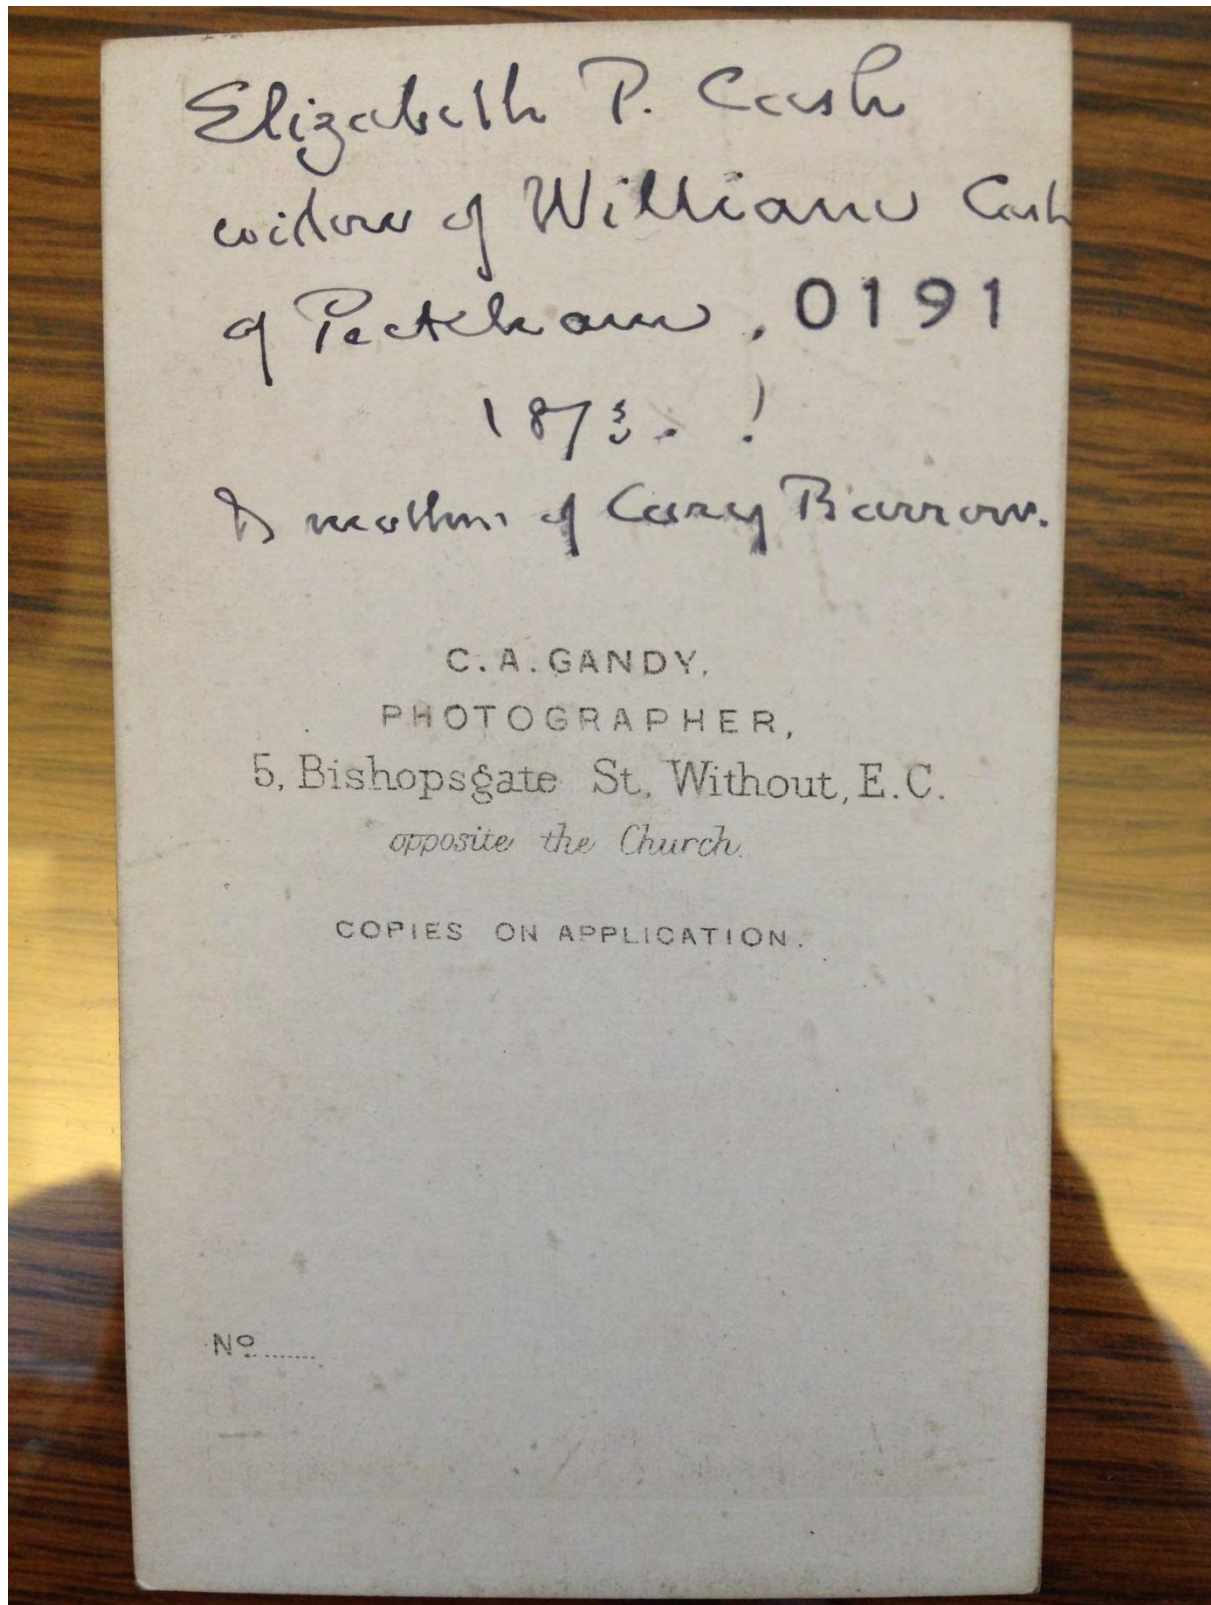 Elizabeth P. Cash
widow of William Cash
of Peckham, 0191
1873. !
& mother of Carey Barrow.
C. A. GANDY,
PHOTOGRAPHER,
5, Bishopsgate St. Without, E.C.
opposite the Church.
COPIES ON APPLICATION.
No